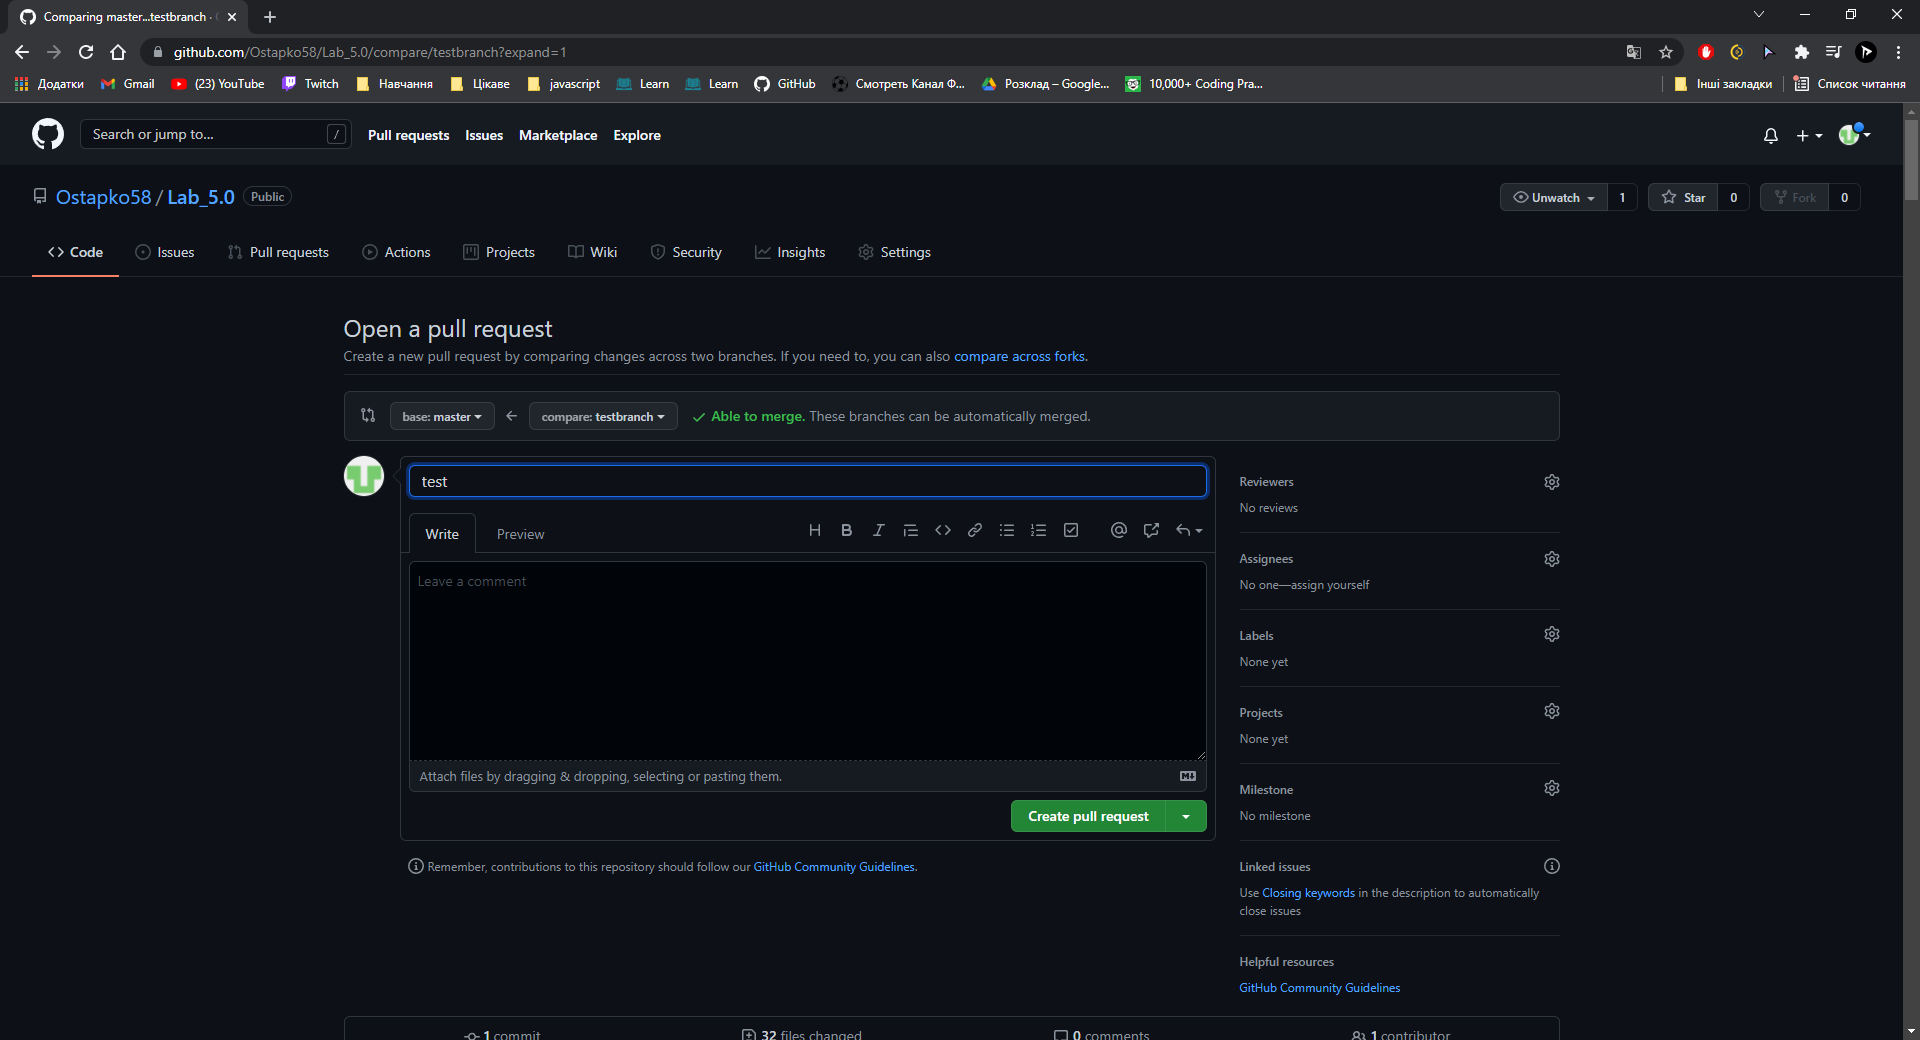 Comparing master...testbranch ·
github.com/Ostapko58/Lab_5.0/compare/testbranch?expand=1
Додатки Gmail (23) YouTube Twitch Навчання Цікаве javascript Learn Learn GitHub Смотреть Канал Ф... Розклад – Google... 10,000+ Coding Pra... Інші закладки Список читання
Search or jump to... / Pull requests Issues Marketplace Explore
Ostapko58 / Lab_5.0 Public Unwatch 1 Star 0 Fork 0
Code Issues Pull requests Actions Projects Wiki Security Insights Settings
Open a pull request
Create a new pull request by comparing changes across two branches. If you need to, you can also compare across forks.
base: master compare: testbranch Able to merge. These branches can be automatically merged.
test
Write Preview
Leave a comment
Attach files by dragging & dropping, selecting or pasting them.
Create pull request
Remember, contributions to this repository should follow our GitHub Community Guidelines.
Reviewers
No reviews
Assignees
No one—assign yourself
Labels
None yet
Projects
None yet
Milestone
No milestone
Linked issues
Use Closing keywords in the description to automatically
close issues
Helpful resources
GitHub Community Guidelines
1 commit 32 files changed 0 comments 1 contributor